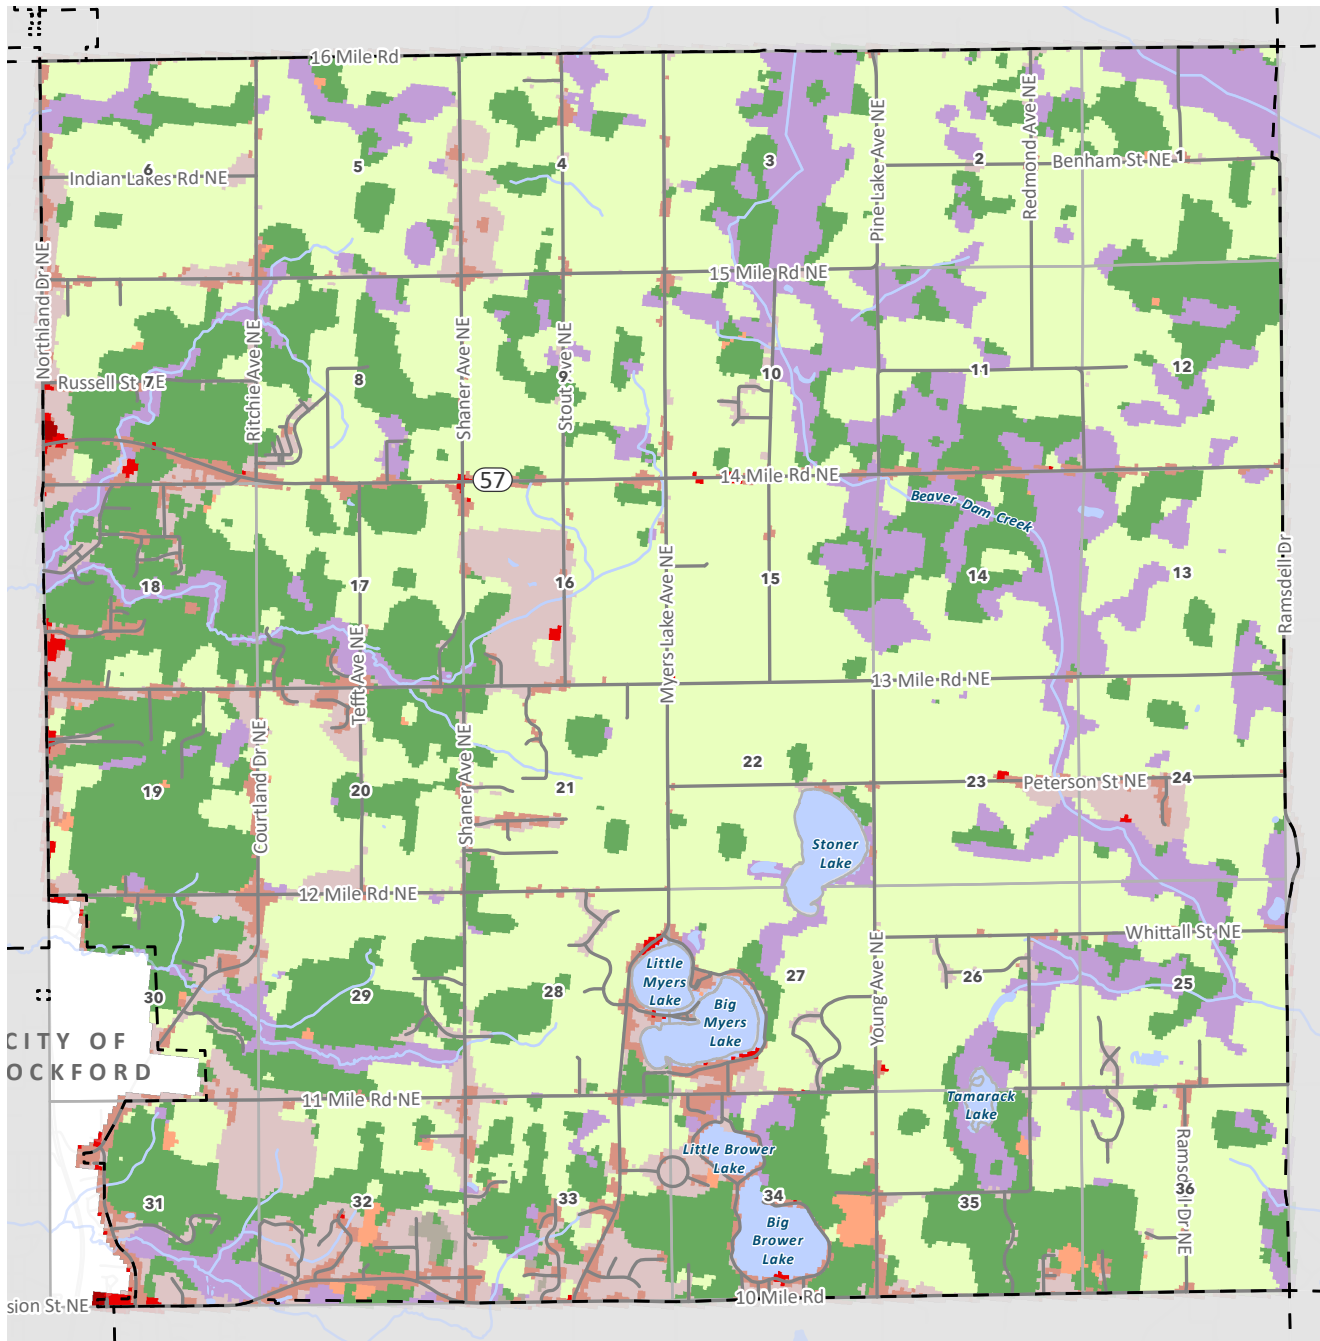 16 Mile Rd
Pine Lake Ave NE
Redmond Ave NE
6
5
4
3
2
Benham St NE
1
Indian Lakes Rd NE
Northland Dr NE
15 Mile Rd NE
Ritchie Ave NE
Shaner Ave NE
Stout Ave NE
Russell St
7
E
8
9
10
11
12
57
14 Mile Rd NE
Beaver Dam Creek
Ramsdell Dr
18
17
16
Myers Lake Ave NE
15
14
13
Tefft Ave NE
13 Mile Rd NE
Courtland Dr NE
Shaner Ave NE
19
20
21
22
23
Peterson St NE
24
Stoner
Lake
12 Mile Rd NE
Young Ave NE
Whittall St NE
Little
Myers
Lake
Big
Myers
Lake
30
29
28
27
26
25
CITY OF
OCKFORD
11 Mile Rd NE
Tamarack
Lake
Little Brower
Lake
Ramsdell Dr NE
31
32
33
34
35
36
Big
Brower
Lake
sion St NE
10 Mile Rd